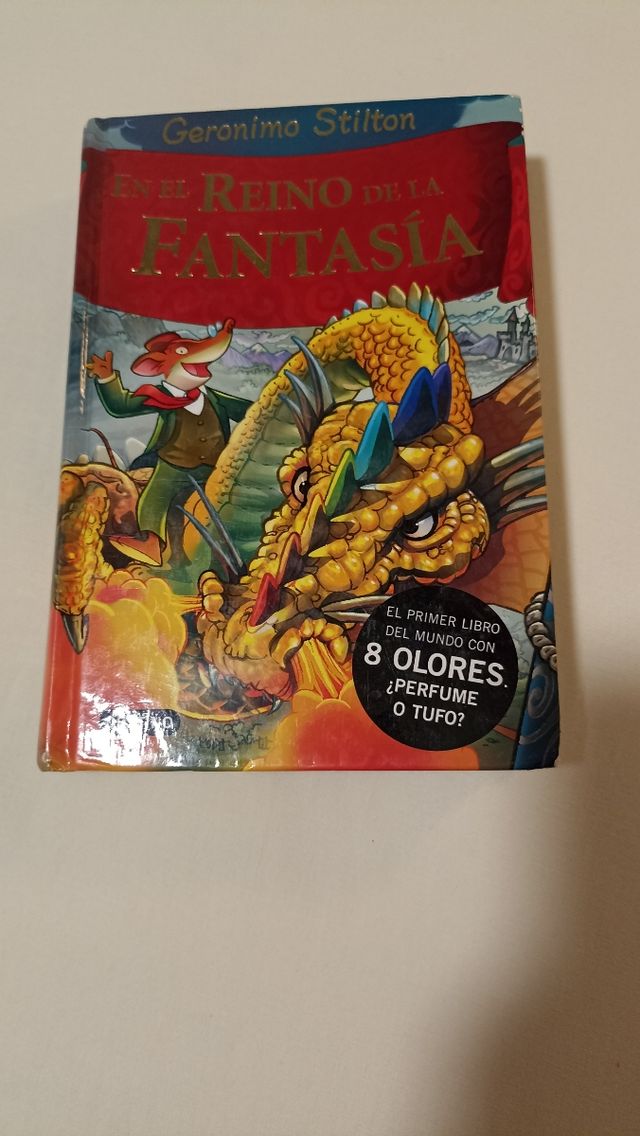 Geronimo Stilton
EN EL REINO DE LA
FANTASÍA
EL PRIMER LIBRO
DEL MUNDO CON
8 OLORES.
¿PERFUME
O TUFO?